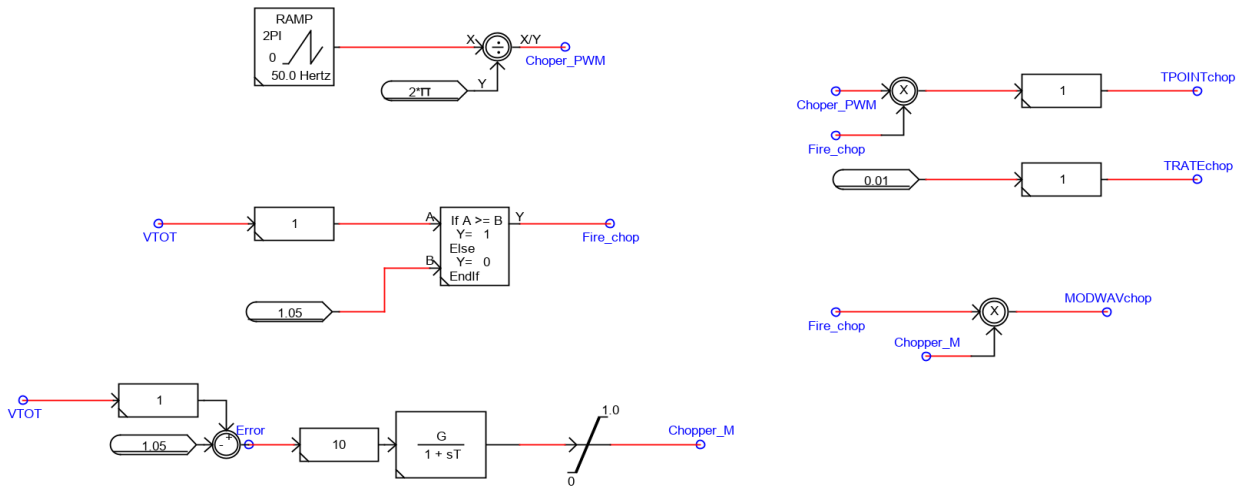 RAMP
2PI
0
50.0 Hertz
X
÷
X/Y
Choper_PWM
2*Π
Y
VTOT
1
A
B
If A >= B
Y= 1
Else
Y= 0
EndIf
Y
Fire_chop
1.05
VTOT
1
1.05
+
-
Error
10
G
1 + sT
1.0
0
Chopper_M
Choper_PWM
X
1
TPOINTchop
Fire_chop
0.01
1
TRATEchop
Fire_chop
X
MODWAVchop
Chopper_M